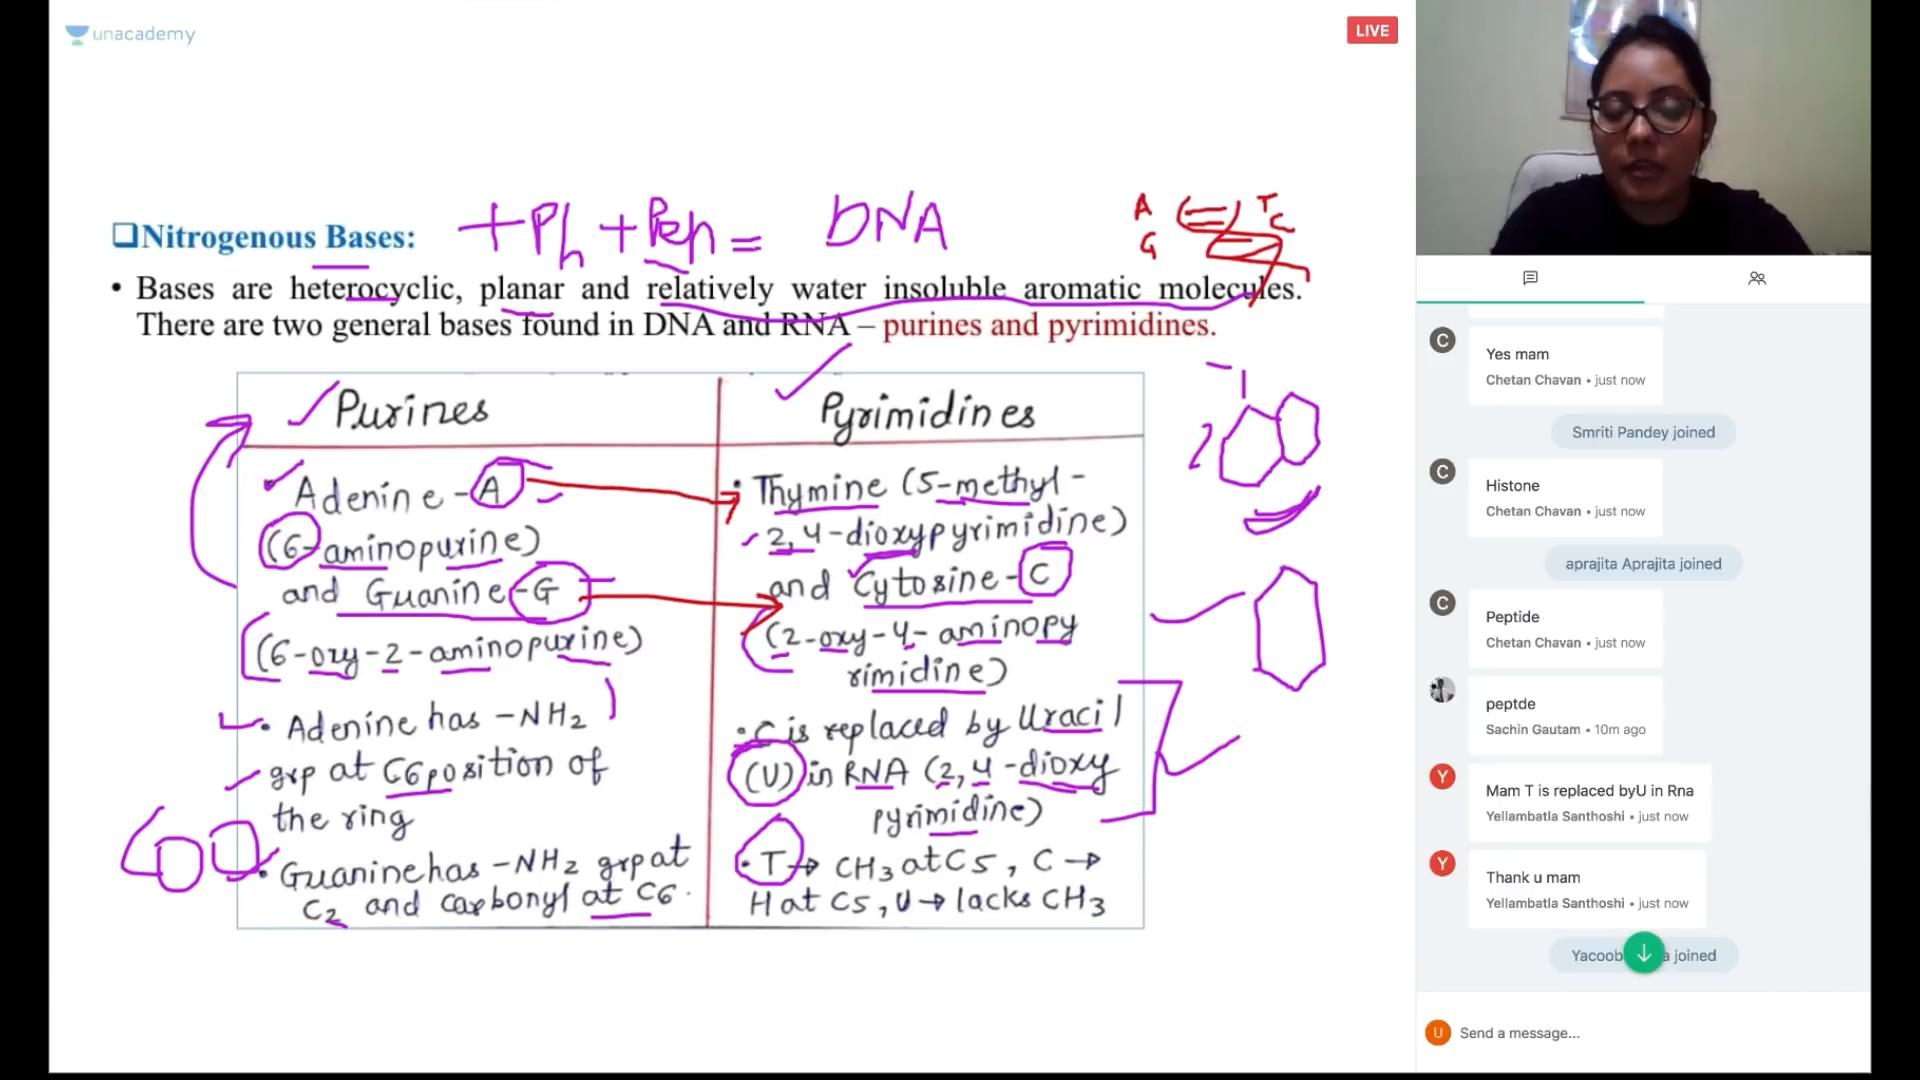 unacademy
LIVE
Nitrogenous Bases:
+Ph + Pen = DNA
A T
G C
• Bases are heterocyclic, planar and relatively water insoluble aromatic molecules.
There are two general bases found in DNA and RNA – purines and pyrimidines.
Purines
Adenine - A
(6-aminopurine)
and Guanine - G
(6-oxy-2-aminopurine)
• Adenine has -NH2
grp at C6 position of
the ring
• Guanine has -NH2 grp at
C2 and carbonyl at C6.
Pyrimidines
• Thymine (5-methyl-
2,4-dioxypyrimidine)
and Cytosine - C
(2-oxy-4-aminopy
rimidine)
• C is replaced by Uracil
(U) in RNA (2,4-dioxy
pyrimidine)
• T → CH3 at C5, C →
H at C5, U → lacks CH3
C
Yes mam
Chetan Chavan • just now
Smriti Pandey joined
C
Histone
Chetan Chavan • just now
aprajita Aprajita joined
C
Peptide
Chetan Chavan • just now
peptde
Sachin Gautam • 10m ago
Y
Mam T is replaced byU in Rna
Yellambatla Santhoshi • just now
Y
Thank u mam
Yellambatla Santhoshi • just now
Yacoob joined
U
Send a message...